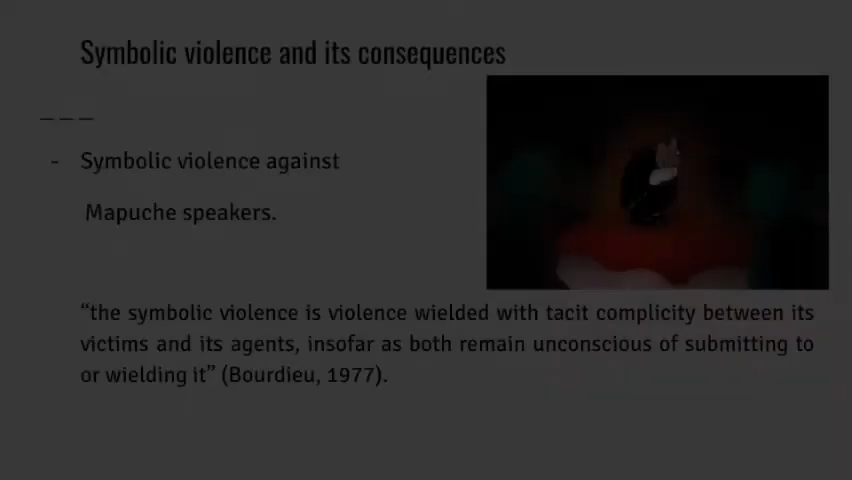 Symbolic violence and its consequences
- Symbolic violence against
Mapuche speakers.
“the symbolic violence is violence wielded with tacit complicity between its
victims and its agents, insofar as both remain unconscious of submitting to
or wielding it” (Bourdieu, 1977).